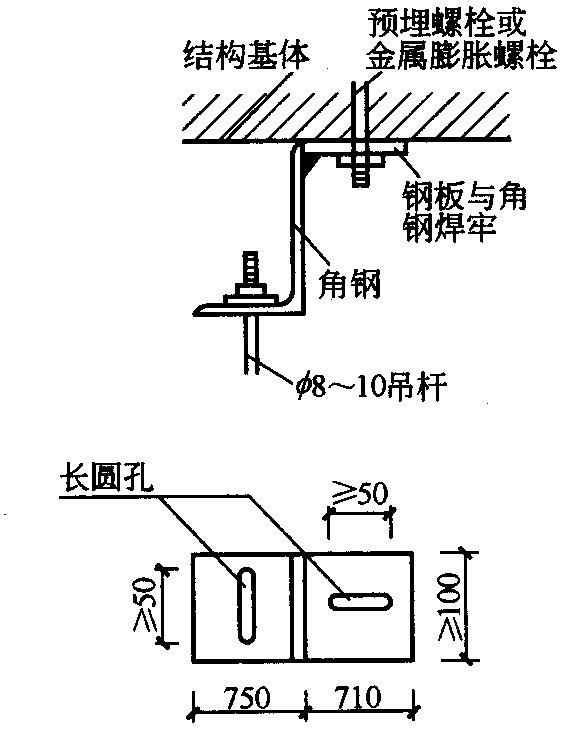 预埋螺栓或
金属膨胀螺栓
结构基体
钢板与角
钢焊牢
角钢
ϕ8～10吊杆
长圆孔
≥50
≥50
≥100
750
710